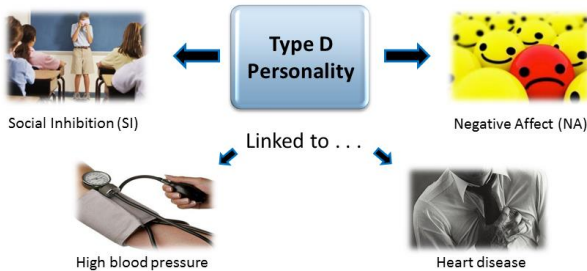 Type D
Personality
Social Inhibition (SI)
Negative Affect (NA)
Linked to . . .
High blood pressure
Heart disease